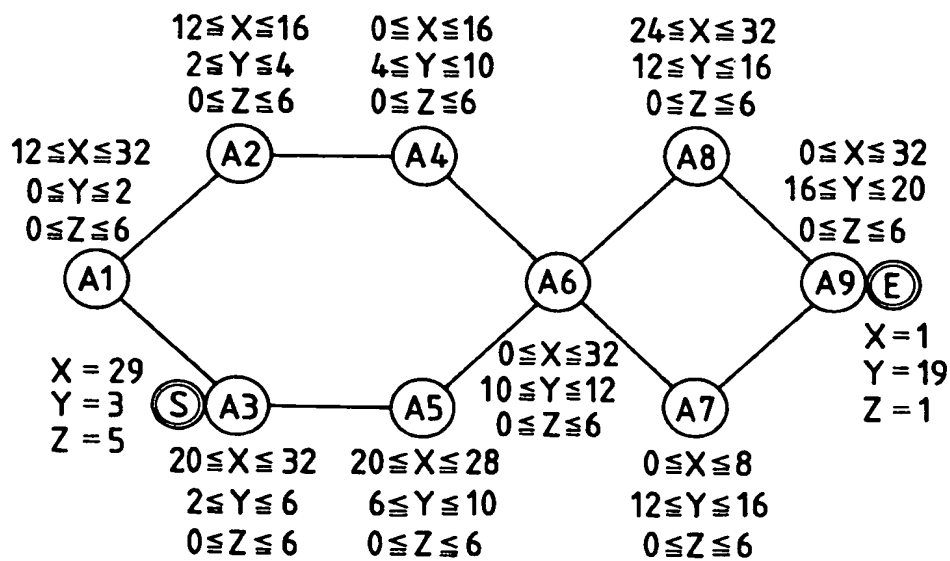 12≦X≦16
2≦Y≦4
0≦Z≦6
A2
0≦X≦16
4≦Y≦10
0≦Z≦6
A4
24≦X≦32
12≦Y≦16
0≦Z≦6
A8
12≦X≦32
0≦Y≦2
0≦Z≦6
A1
0≦X≦32
16≦Y≦20
0≦Z≦6
A9
E
X=1
Y=19
Z=1
A6
0≦X≦32
10≦Y≦12
0≦Z≦6
X = 29
Y = 3
Z = 5
S
A3
20≦X≦32
2≦Y≦6
0≦Z≦6
A5
20≦X≦28
6≦Y≦10
0≦Z≦6
A7
0≦X≦8
12≦Y≦16
0≦Z≦6